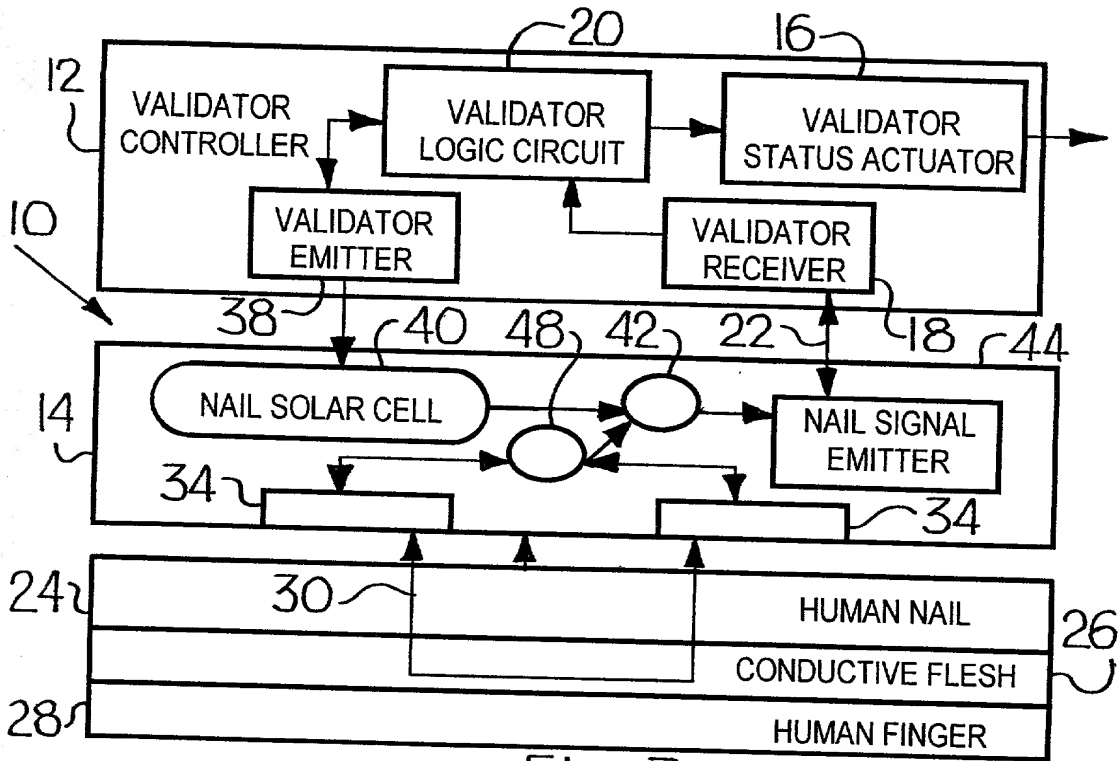 20
16
12
VALIDATOR
CONTROLLER
VALIDATOR
LOGIC CIRCUIT
VALIDATOR
STATUS ACTUATOR
10
VALIDATOR
EMITTER
VALIDATOR
RECEIVER
38
40
48
42
22
18
44
14
NAIL SOLAR CELL
NAIL SIGNAL
EMITTER
34
34
24
30
HUMAN NAIL
26
CONDUCTIVE FLESH
28
HUMAN FINGER